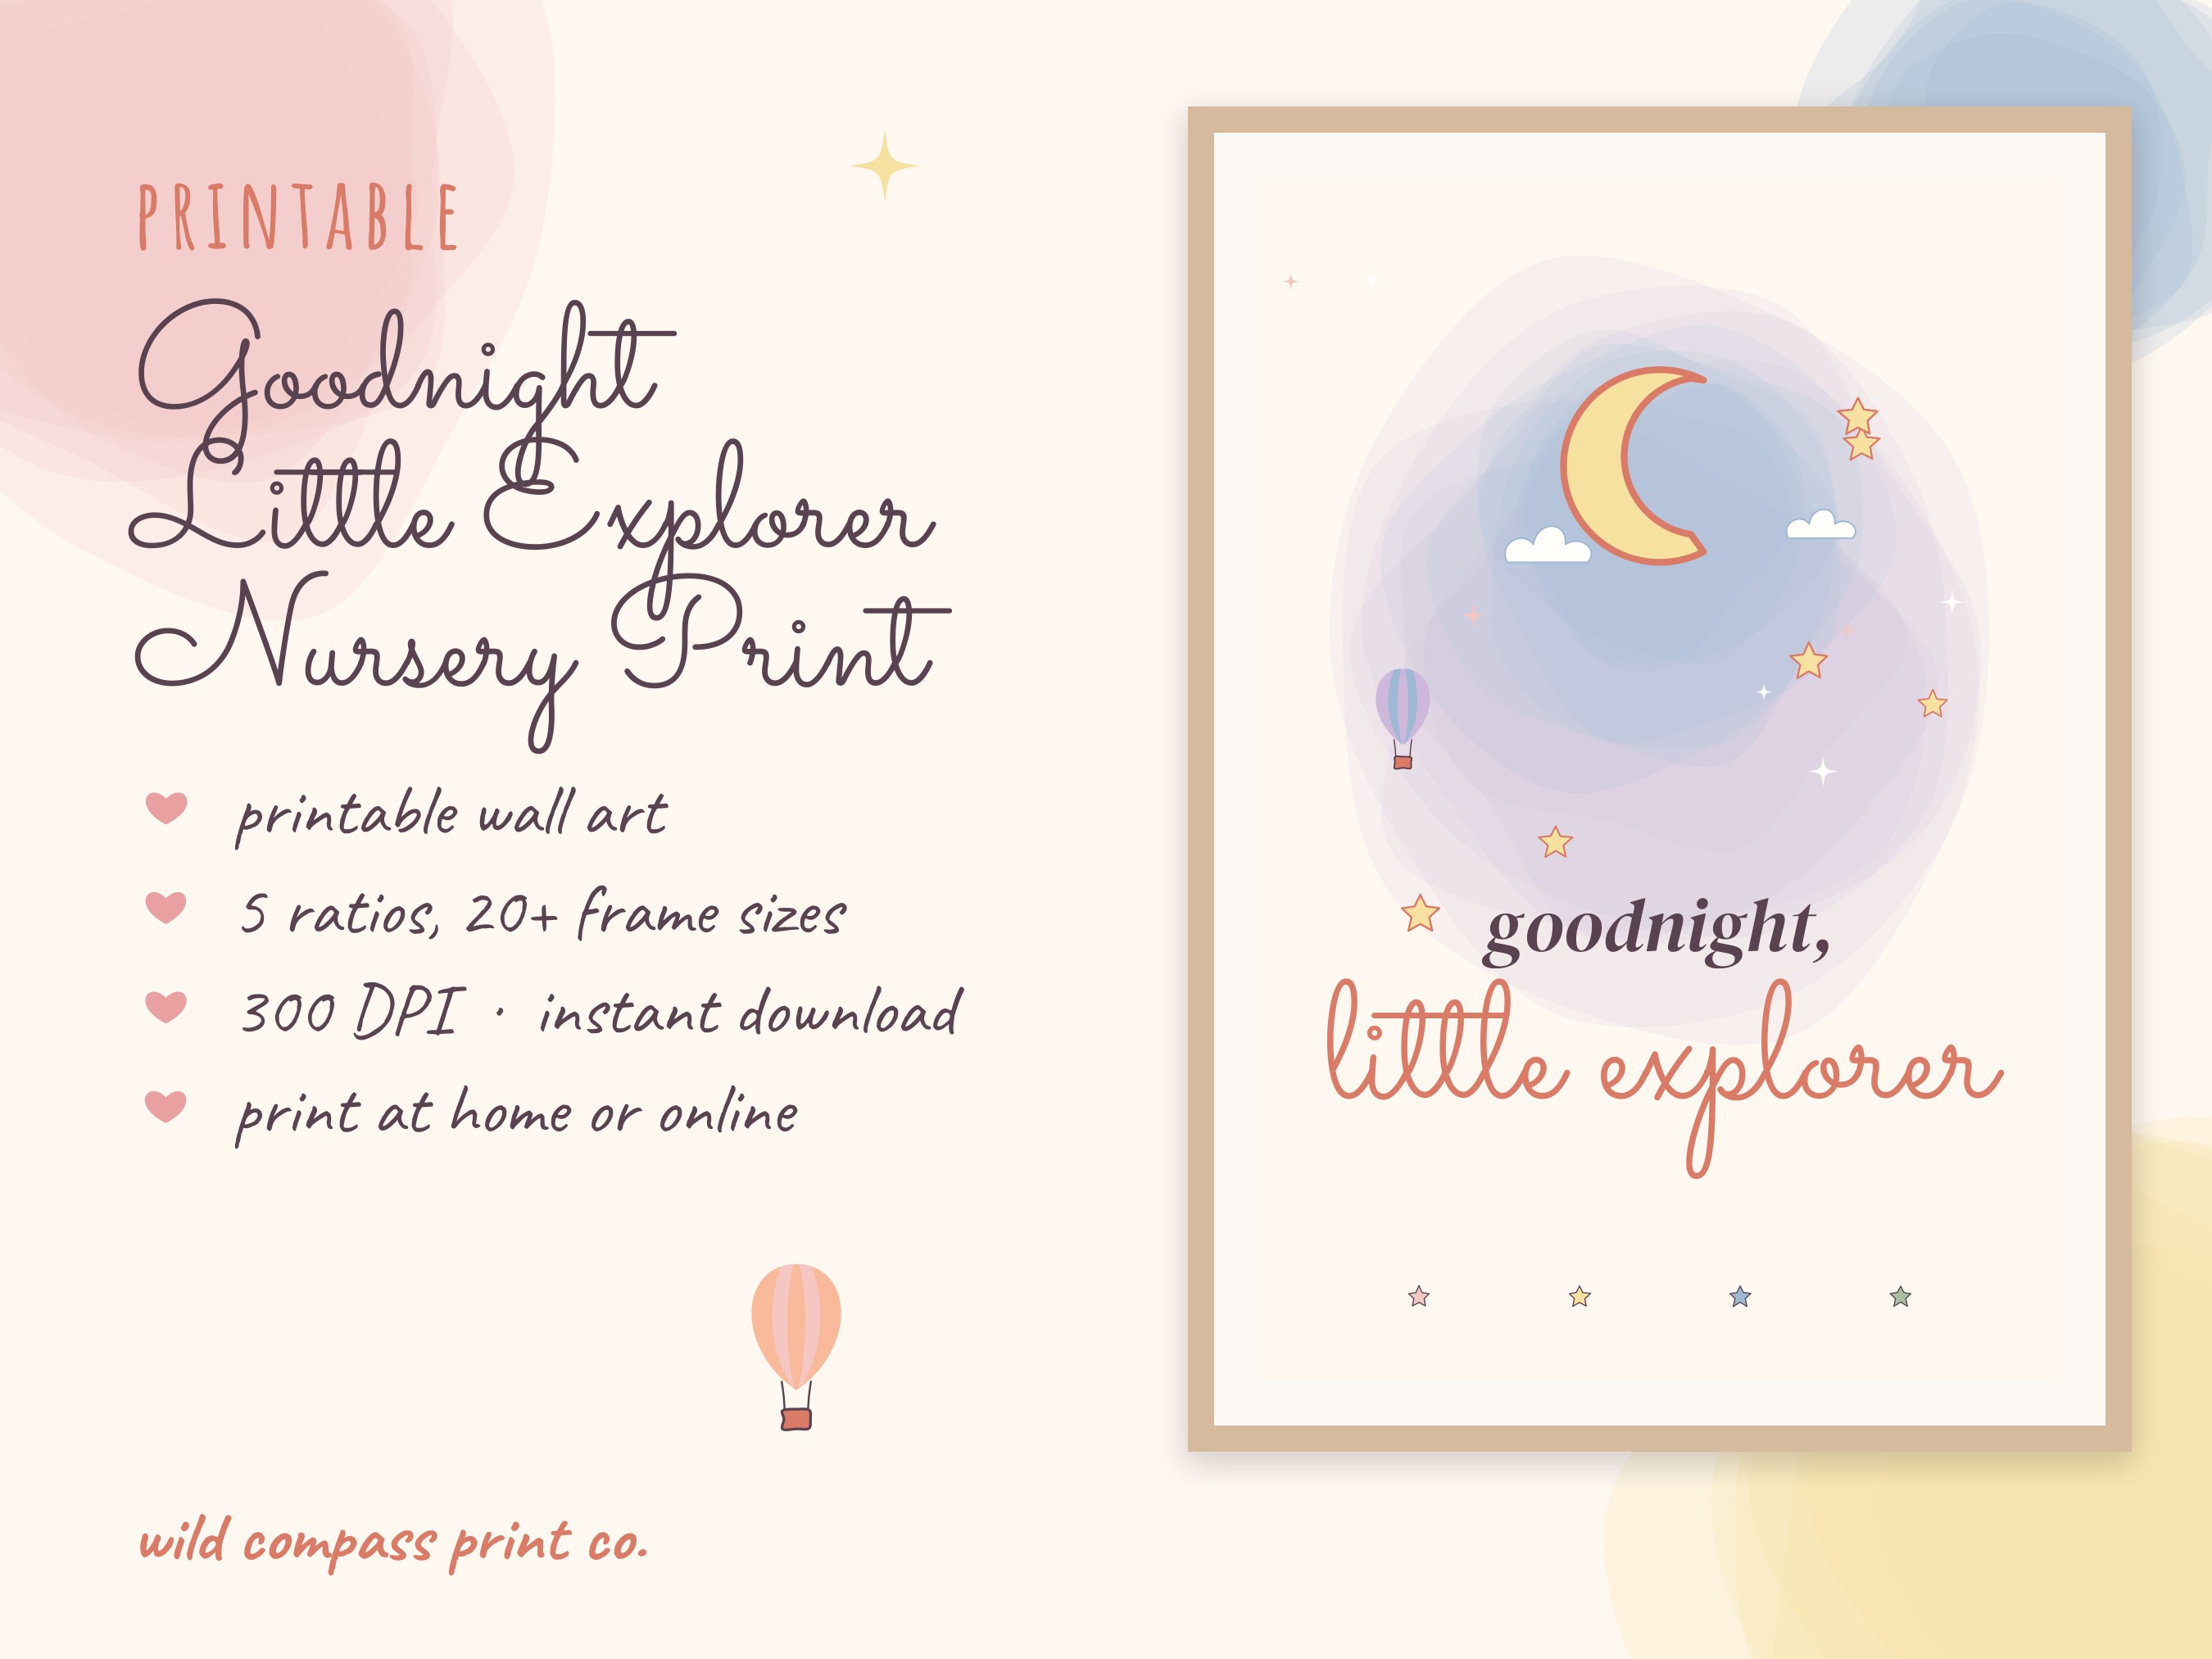 PRINTABLE
Goodnight
Little Explorer
Nursery Print
printable wall art
5 ratios, 20+ frame sizes
300 DPI · instant download
print at home or online
wild compass print co.
goodnight,
little explorer